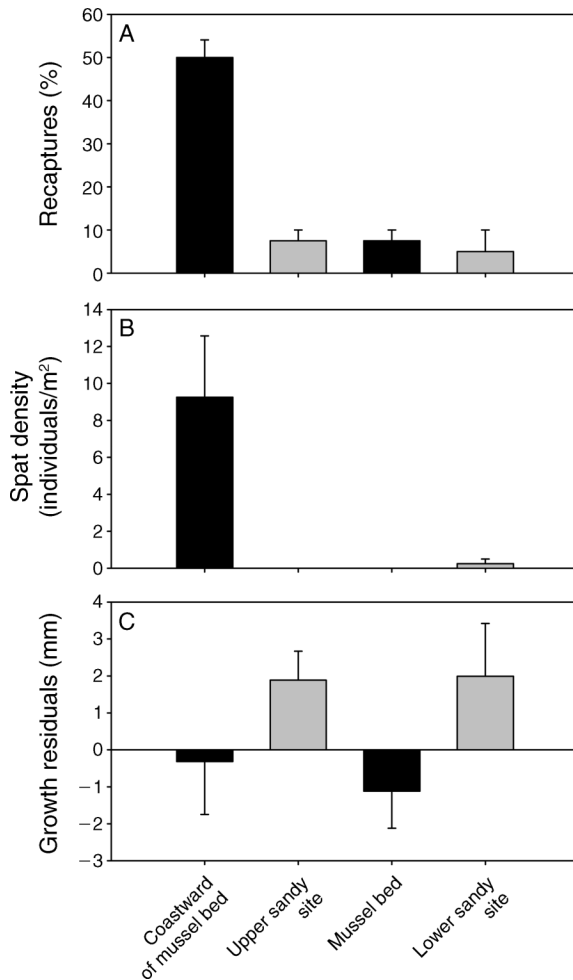 A
Recaptures (%)
60
50
40
30
20
10
0
B
Spat density
(individuals/m²)
14
12
10
8
6
4
2
0
C
Growth residuals (mm)
4
3
2
1
0
−1
−2
−3
Coastward
of mussel bed
Upper sandy
site
Mussel bed
Lower sandy
site